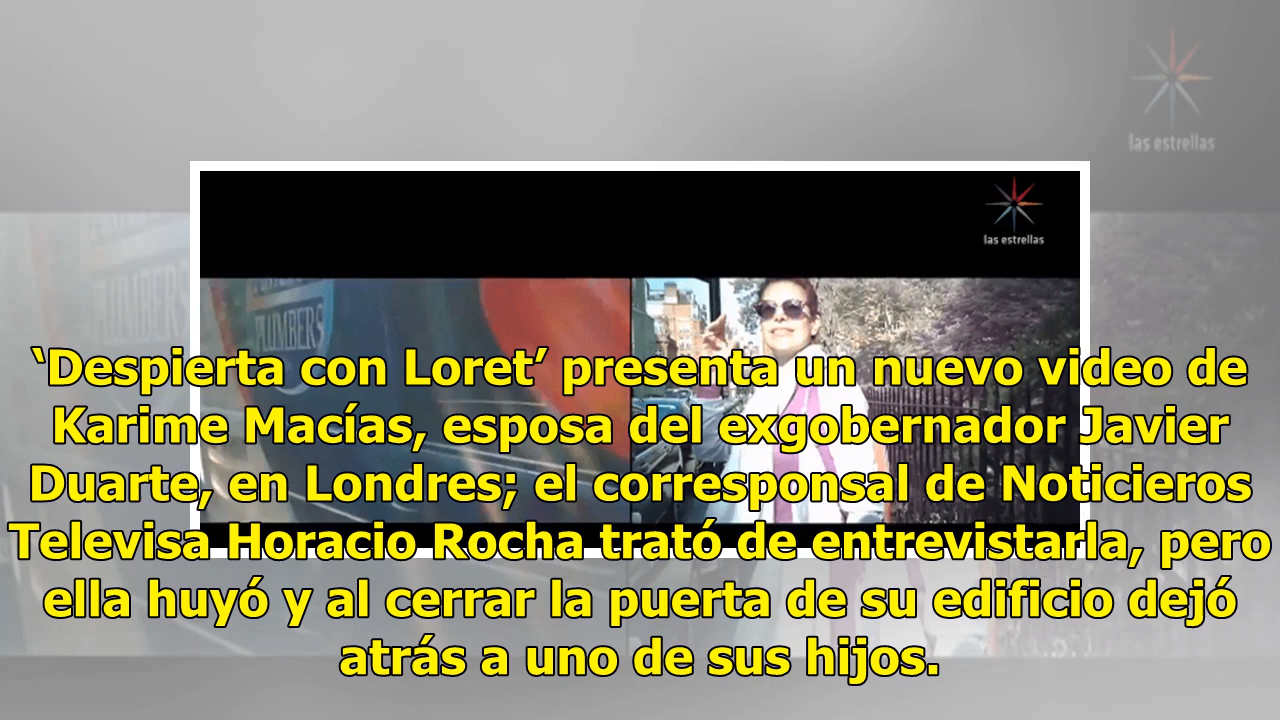 las estrellas
las estrellas
PLUMBERS
PLUMBERS
‘Despierta con Loret’ presenta un nuevo video de
Karime Macías, esposa del exgobernador Javier
Duarte, en Londres; el corresponsal de Noticieros
Televisa Horacio Rocha trató de entrevistarla, pero
ella huyó y al cerrar la puerta de su edificio dejó
atrás a uno de sus hijos.